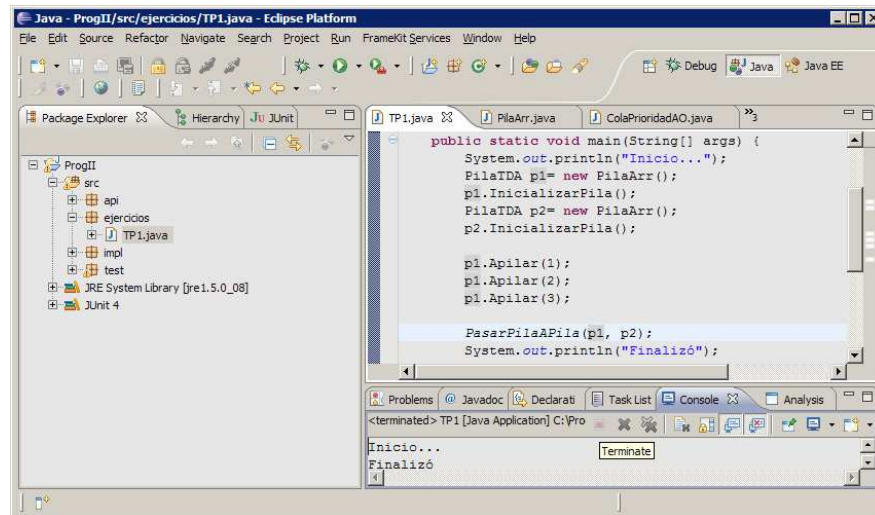 Java - ProgII/src/ejercicios/TP1.java - Eclipse Platform
File Edit Source Refactor Navigate Search Project Run FrameKit Services Window Help
Debug Java Java EE
Package Explorer Hierarchy JUnit
ProgII
src
api
ejercicios
TP1.java
impl
test
JRE System Library [jre1.5.0_08]
JUnit 4
TP1.java PilaArr.java ColaPrioridadAO.java »3
public static void main(String[] args) {
System.out.println("Inicio...");
PilaTDA p1= new PilaArr();
p1.InicializarPila();
PilaTDA p2= new PilaArr();
p2.InicializarPila();
p1.Apilar(1);
p1.Apilar(2);
p1.Apilar(3);
PasarPilaAPila(p1, p2);
System.out.println("Finalizó");
Problems @ Javadoc Declarati Task List Console Analysis
<terminated> TP1 [Java Application] C:\Pro
Terminate
Inicio...
Finalizó